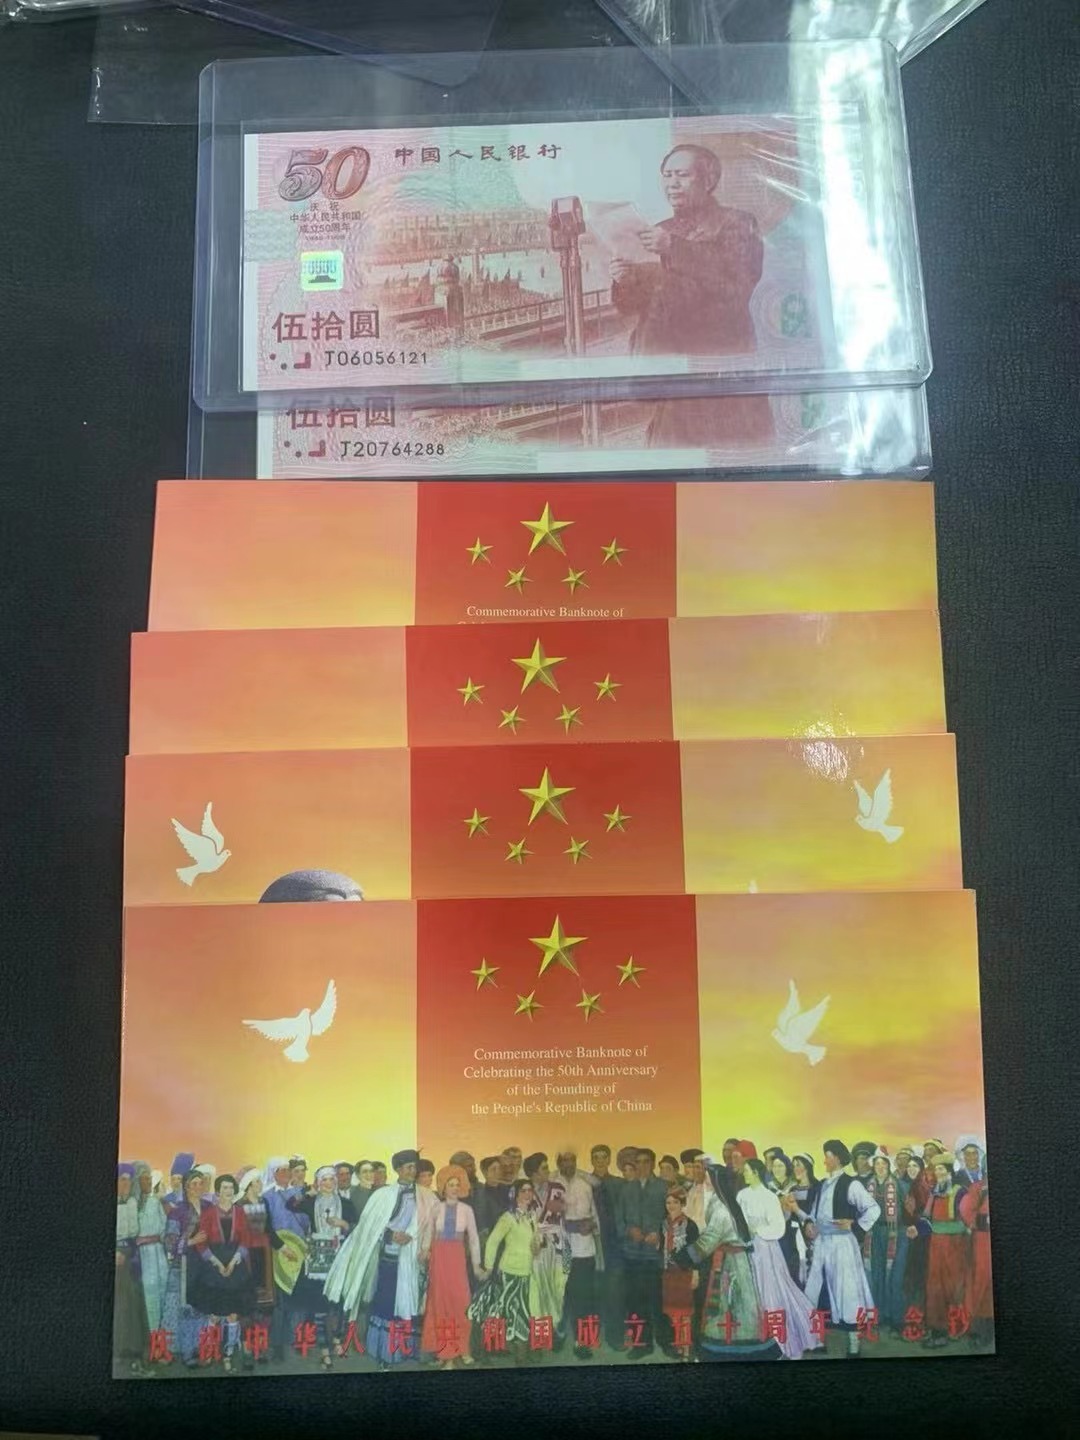 50
中国人民银行
庆祝
中华人民共和国
成立50周年
1949-1999
伍拾圆
J06056121
伍拾圆
J20764288
Commemorative Banknote of
Commemorative Banknote of
Celebrating the 50th Anniversary
of the Founding of
the People's Republic of China
庆祝中华人民共和国成立五十周年纪念钞